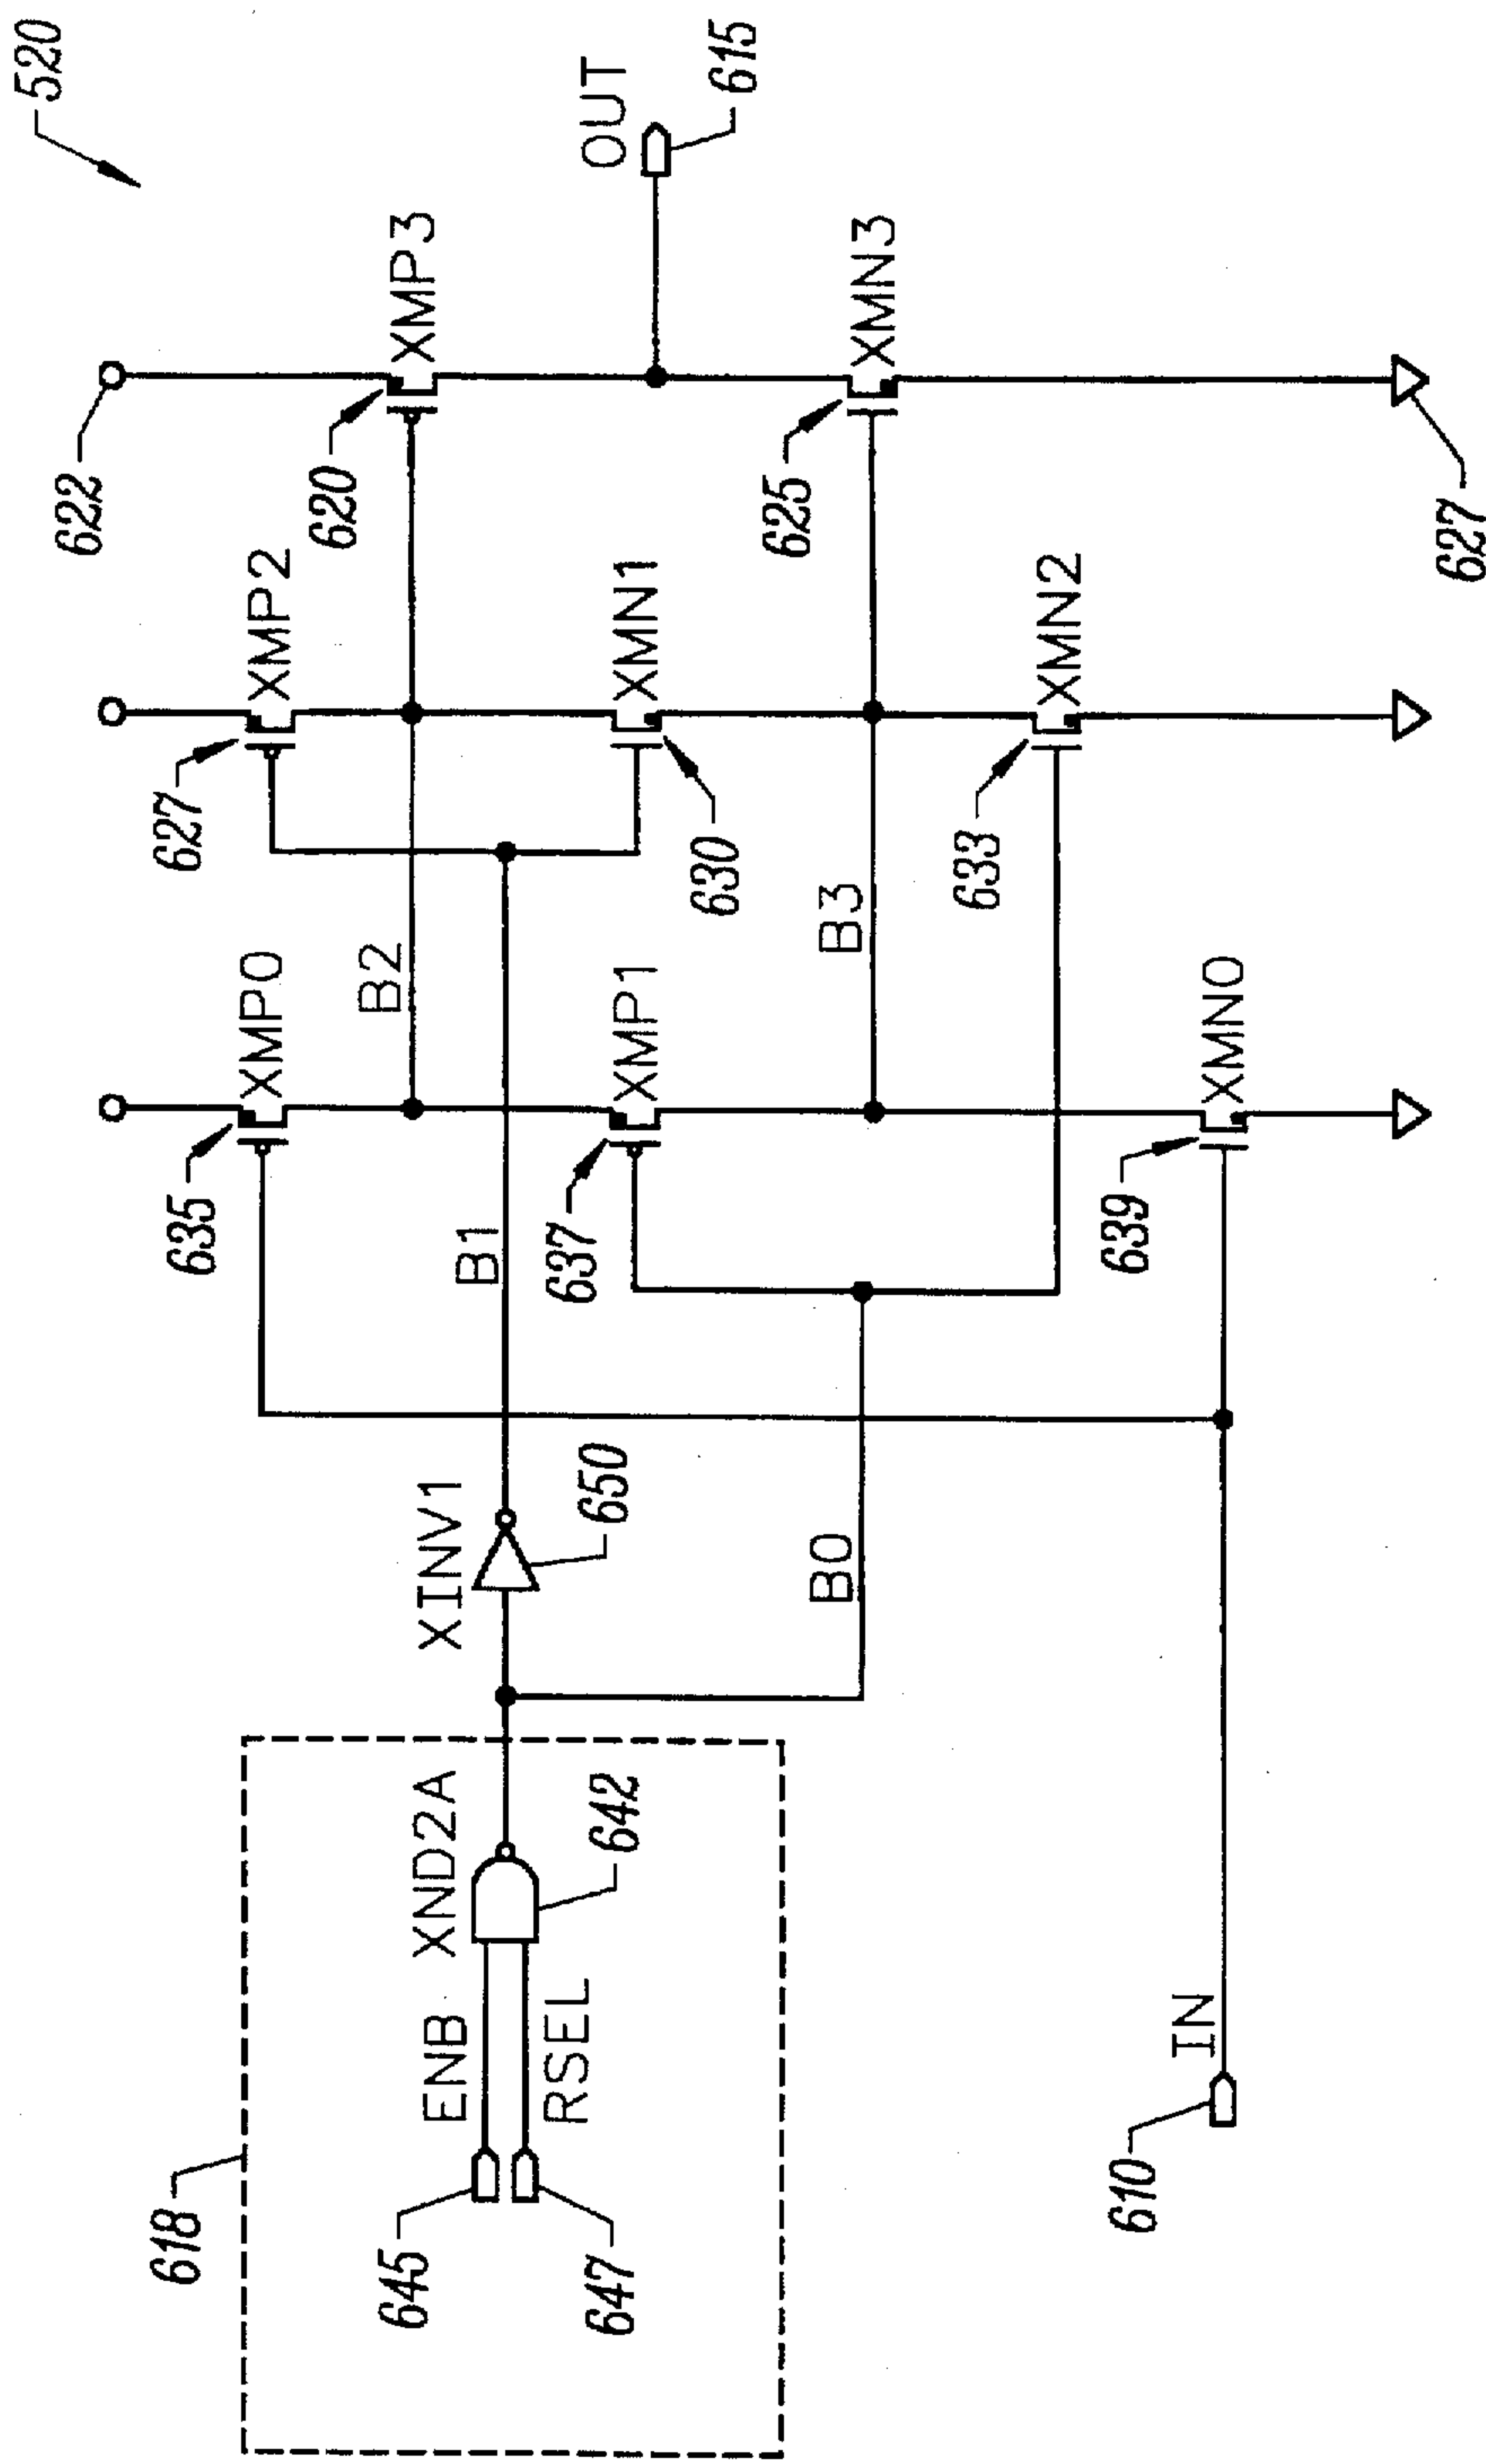 520
622
XMP3
620
OUT
615
XMP2
627
XMN1
630
625
XMN3
XMP0
635
B2
B1
XMP1
637
B3
633
XMN2
627
XINV1
650
B0
639
XMN0
618
XND2A
642
ENB
645
RSEL
647
IN
610